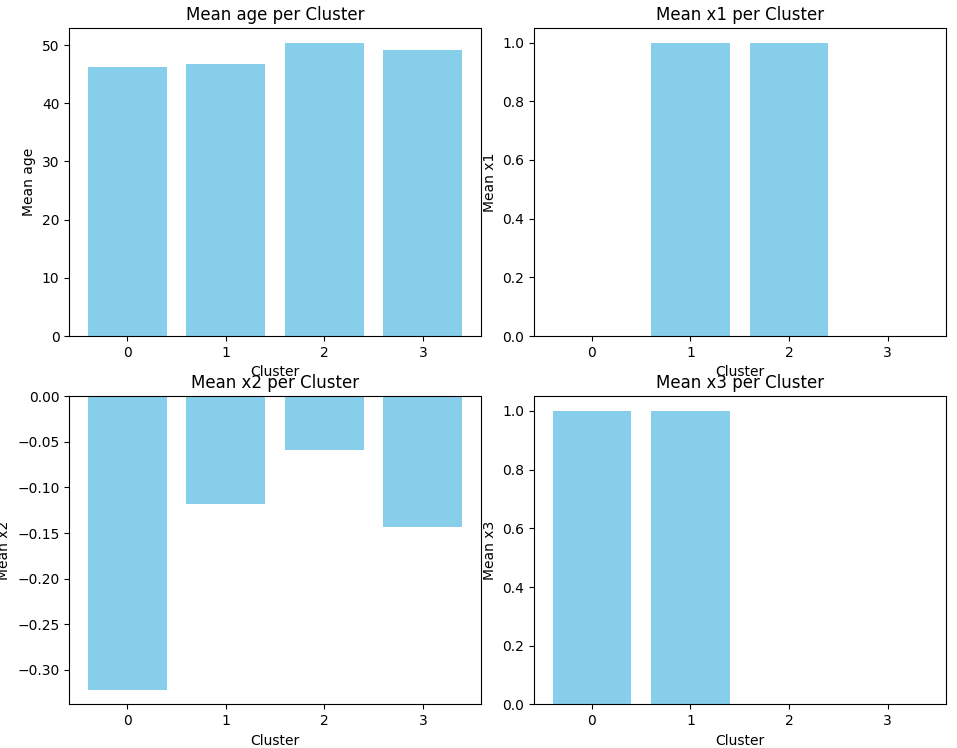 Mean age per Cluster
Mean age
50
40
30
20
10
0
0 1 2 3
Cluster
Mean x1 per Cluster
Mean x1
1.0
0.8
0.6
0.4
0.2
0.0
0 1 2 3
Cluster
Mean x2 per Cluster
Mean x2
0.00
−0.05
−0.10
−0.15
−0.20
−0.25
−0.30
0 1 2 3
Cluster
Mean x3 per Cluster
Mean x3
1.0
0.8
0.6
0.4
0.2
0.0
0 1 2 3
Cluster